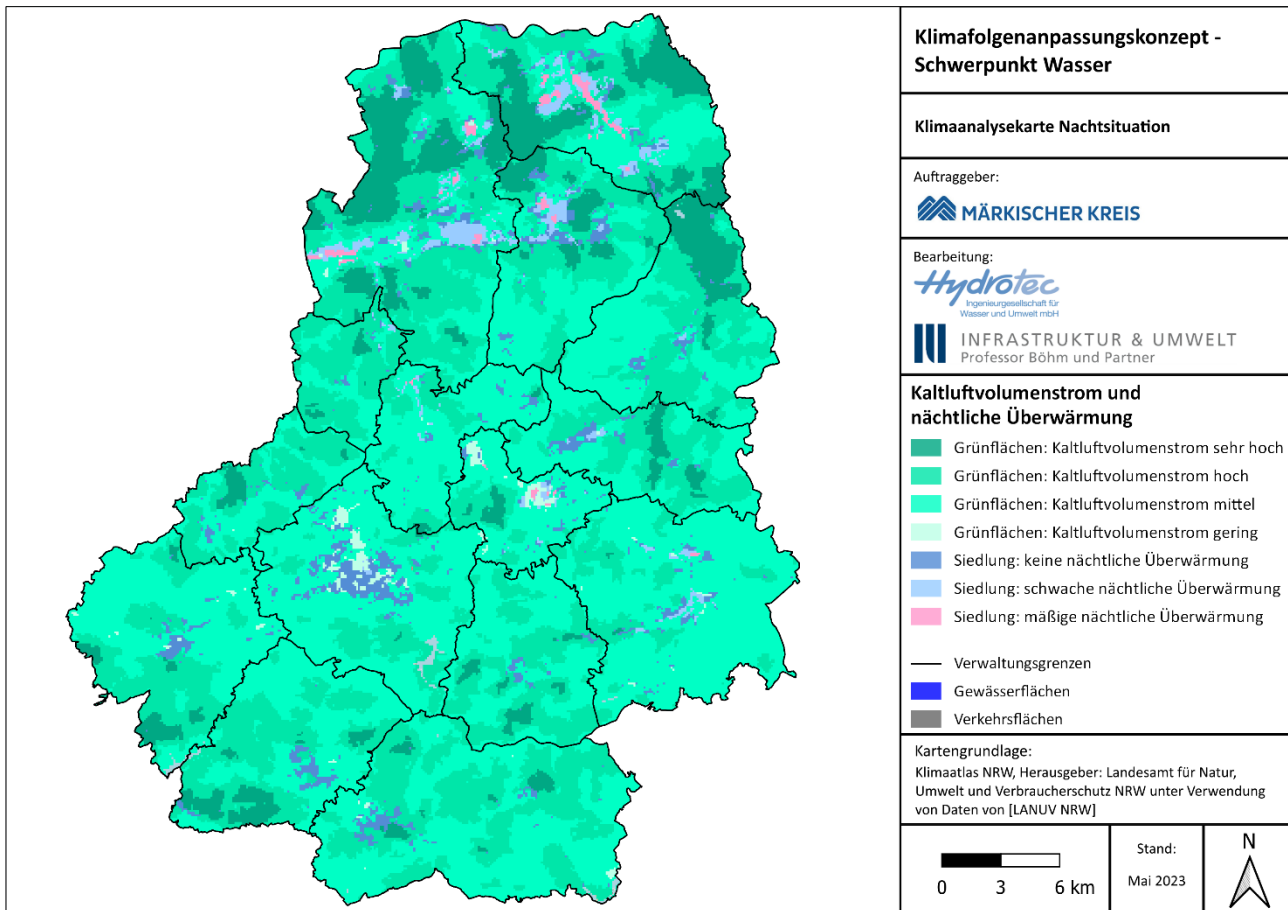 Klimafolgenanpassungskonzept -
Schwerpunkt Wasser
Klimaanalysekarte Nachtsituation
Auftraggeber:
MÄRKISCHER KREIS
Bearbeitung:
Hydrotec
Ingenieurgesellschaft für
Wasser und Umwelt mbH
INFRASTRUKTUR & UMWELT
Professor Böhm und Partner
Kaltluftvolumenstrom und
nächtliche Überwärmung
Grünflächen: Kaltluftvolumenstrom sehr hoch
Grünflächen: Kaltluftvolumenstrom hoch
Grünflächen: Kaltluftvolumenstrom mittel
Grünflächen: Kaltluftvolumenstrom gering
Siedlung: keine nächtliche Überwärmung
Siedlung: schwache nächtliche Überwärmung
Siedlung: mäßige nächtliche Überwärmung
Verwaltungsgrenzen
Gewässerflächen
Verkehrsflächen
Kartengrundlage:
Klimaatlas NRW, Herausgeber: Landesamt für Natur,
Umwelt und Verbraucherschutz NRW unter Verwendung
von Daten von [LANUV NRW]
0 3 6 km
Stand:
Mai 2023
N